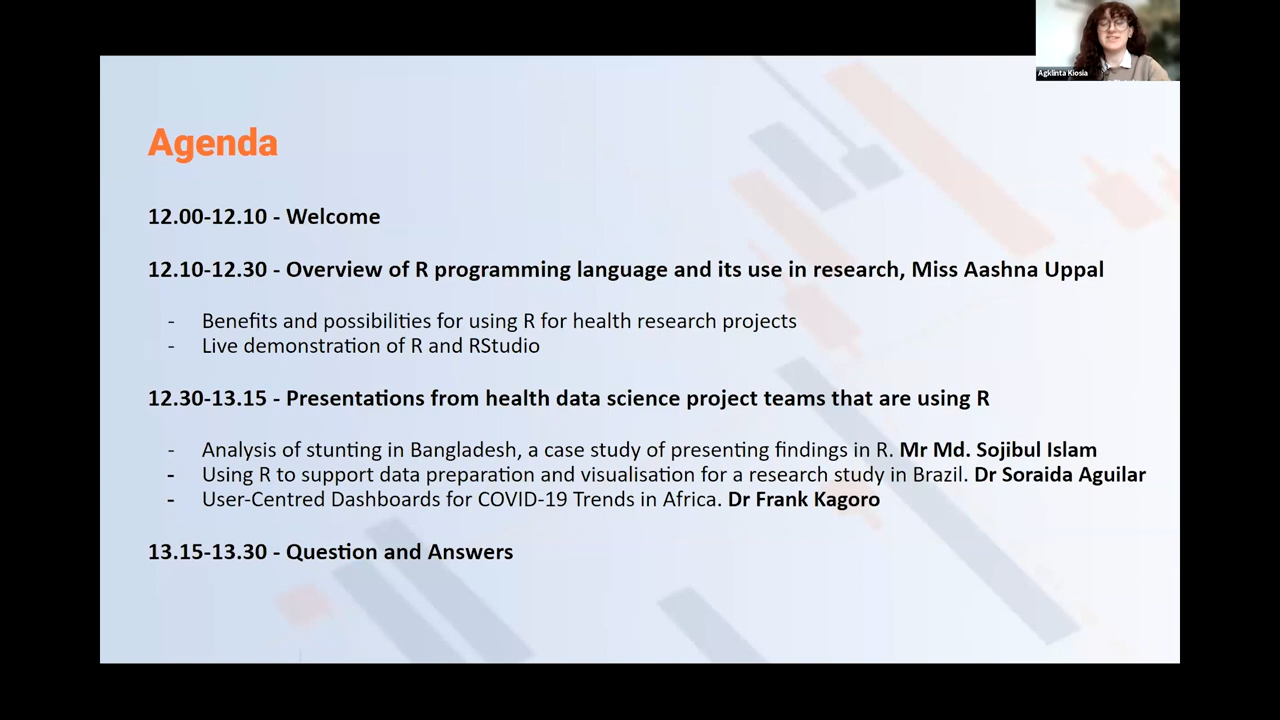 Agklinta Kiosia
Agenda
12.00-12.10 - Welcome
12.10-12.30 - Overview of R programming language and its use in research, Miss Aashna Uppal
- Benefits and possibilities for using R for health research projects
- Live demonstration of R and RStudio
12.30-13.15 - Presentations from health data science project teams that are using R
- Analysis of stunting in Bangladesh, a case study of presenting findings in R. Mr Md. Sojibul Islam
- Using R to support data preparation and visualisation for a research study in Brazil. Dr Soraida Aguilar
- User-Centred Dashboards for COVID-19 Trends in Africa. Dr Frank Kagoro
13.15-13.30 - Question and Answers